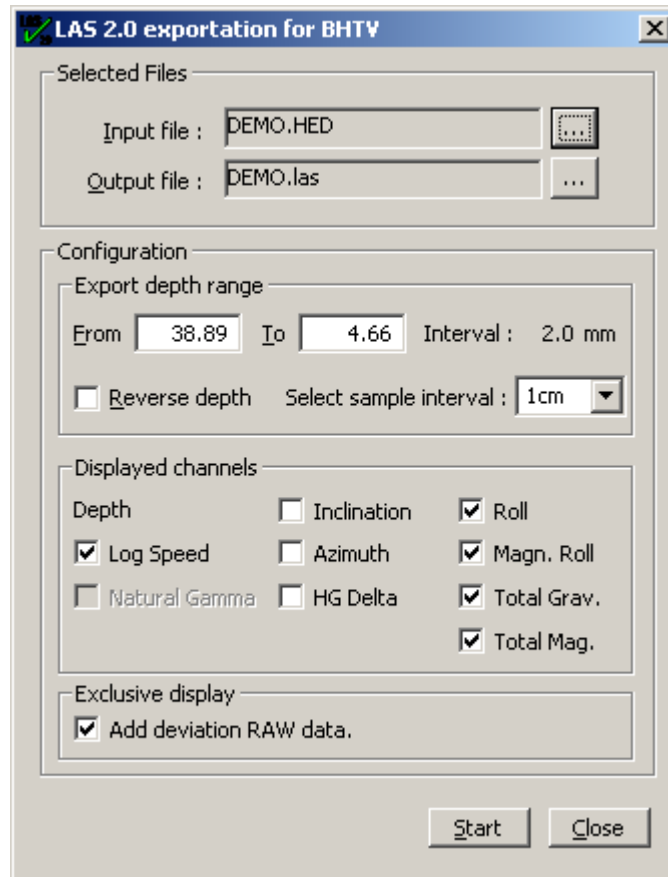 LAS 2.0 exportation for BHTV
Selected Files
Input file : DEMO.HED ...
Output file : DEMO.las ...
Configuration
Export depth range
From 38.89 To 4.66 Interval : 2.0 mm
Reverse depth Select sample interval : 1cm
Displayed channels
Depth Inclination Roll
Log Speed Azimuth Magn. Roll
Natural Gamma HG Delta Total Grav.
Total Mag.
Exclusive display
Add deviation RAW data.
Start Close